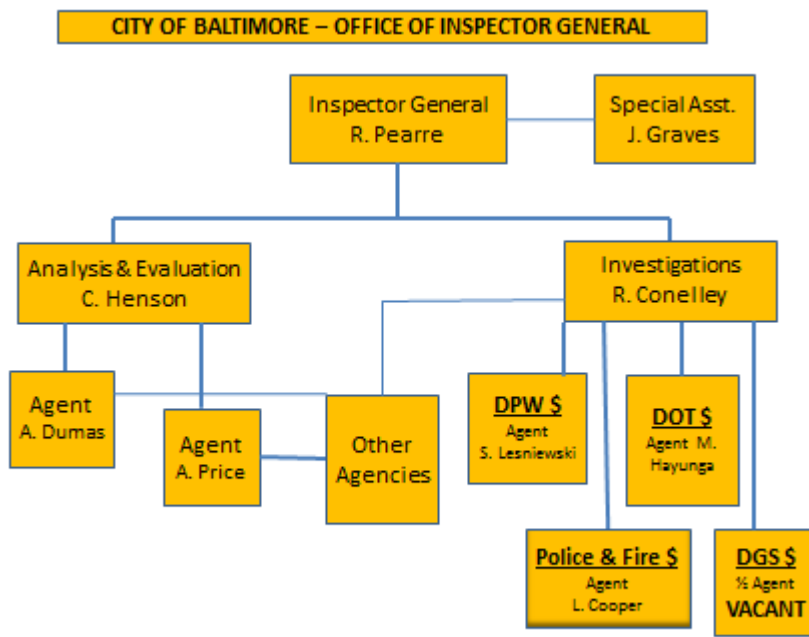 CITY OF BALTIMORE – OFFICE OF INSPECTOR GENERAL
Inspector General
R. Pearre
Special Asst.
J. Graves
Analysis & Evaluation
C. Henson
Investigations
R. Conelley
Agent
A. Dumas
Agent
A. Price
Other
Agencies
DPW $
Agent
S. Lesniewski
DOT $
Agent M.
Hayunga
Police & Fire $
Agent
L. Cooper
DGS $
½ Agent
VACANT